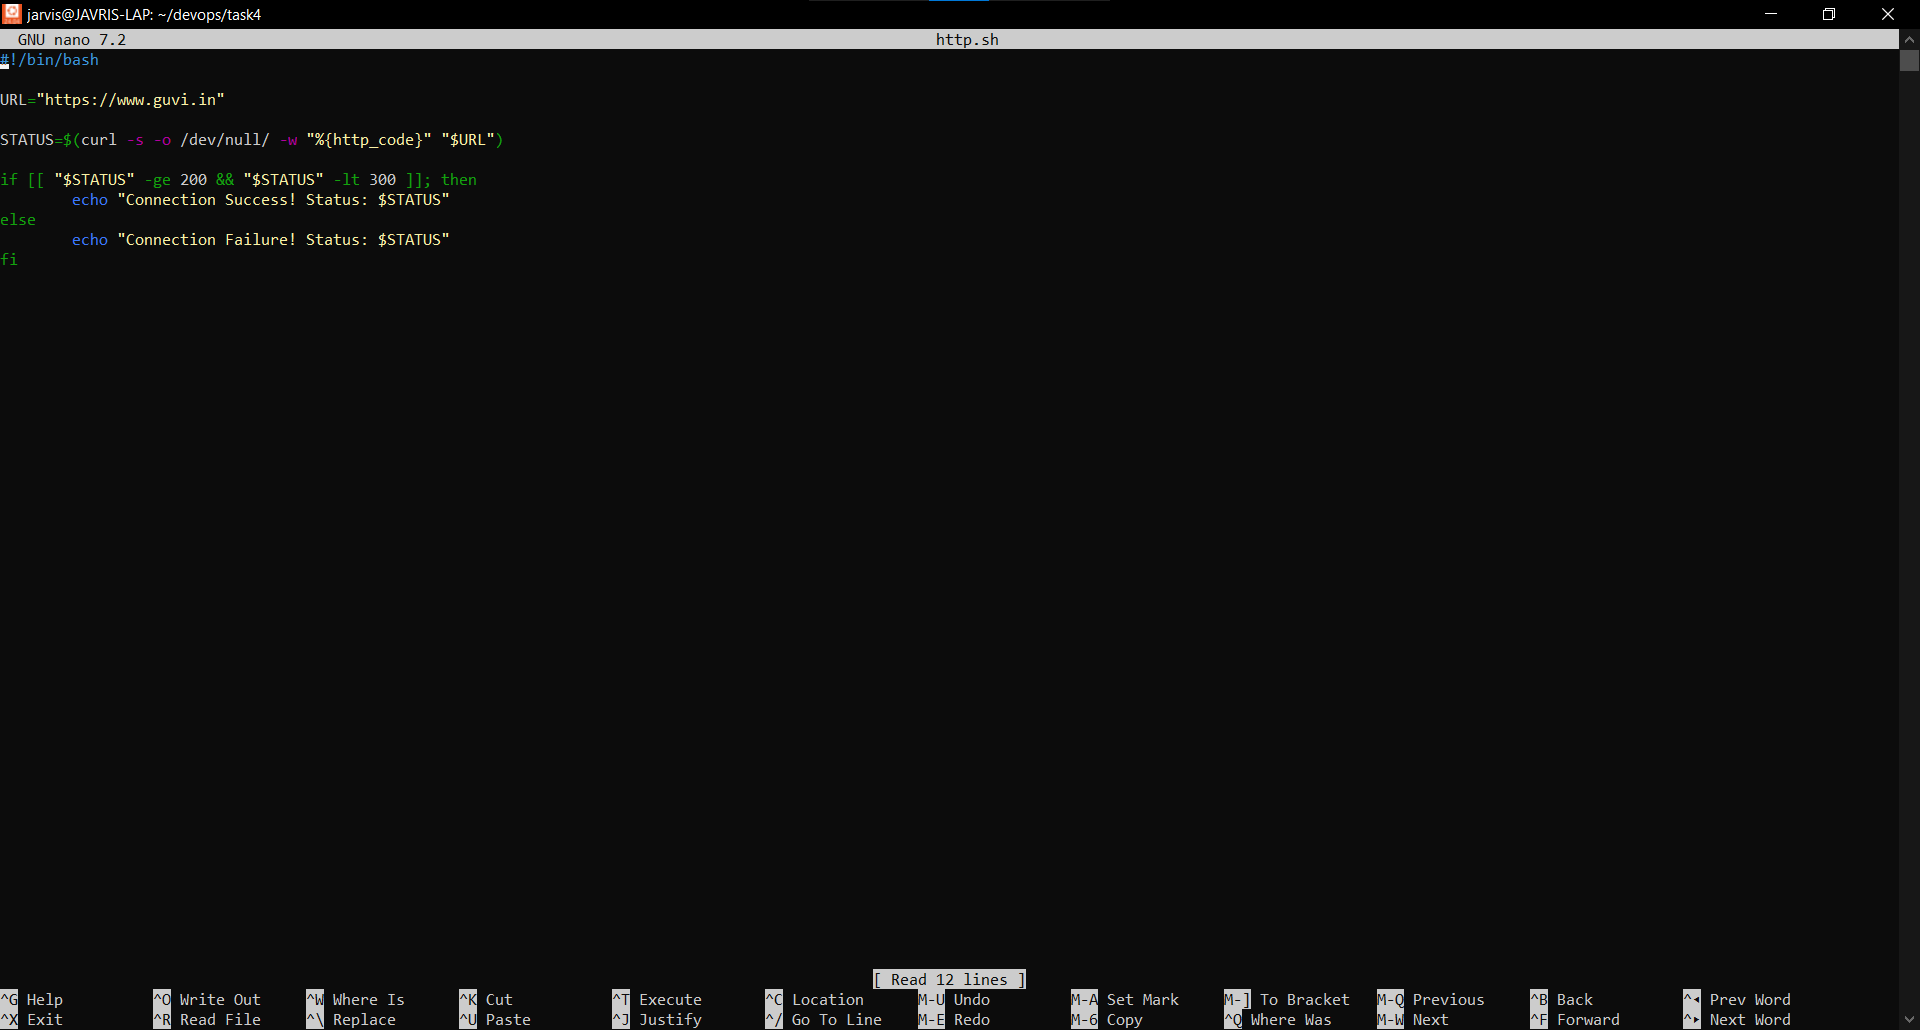 jarvis@JAVRIS-LAP: ~/devops/task4
GNU nano 7.2 http.sh
#!/bin/bash
URL="https://www.guvi.in"
STATUS=$(curl -s -o /dev/null/ -w "%{http_code}" "$URL")
if [[ "$STATUS" -ge 200 && "$STATUS" -lt 300 ]]; then
        echo "Connection Success! Status: $STATUS"
else
        echo "Connection Failure! Status: $STATUS"
fi
[ Read 12 lines ]
^G Help ^O Write Out ^W Where Is ^K Cut ^T Execute ^C Location M-U Undo M-A Set Mark M-] To Bracket M-Q Previous ^B Back ^◂ Prev Word
^X Exit ^R Read File ^\ Replace ^U Paste ^J Justify ^/ Go To Line M-E Redo M-6 Copy ^Q Where Was M-W Next ^F Forward ^▸ Next Word